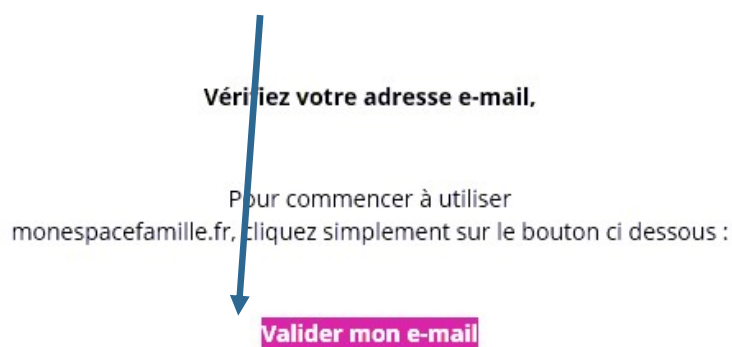 Vérifiez votre adresse e-mail,
Pour commencer à utiliser
monespacefamille.fr, cliquez simplement sur le bouton ci dessous :
Valider mon e-mail